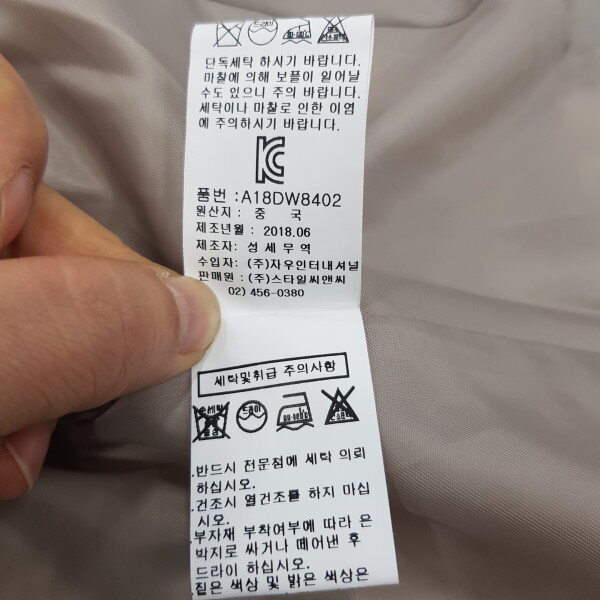 드라이
단독세탁 하시기 바랍니다.
마찰에 의해 보풀이 일어날
수도 있으니 주의 바랍니다.
세탁이나 마찰로 인한 이염
에 주의하시기 바랍니다.
KC
품번 :A18DW8402
원산지 : 중 국
제조년월 : 2018.06
제조자: 성세무역
수입자: (주)자우인터내셔널
판매원 : (주)스타일씨앤씨
02) 456-0380
세탁및취급 주의사항
드라이
.반드시 전문점에 세탁 의뢰
하십시오.
.건조시 열건조를 하지 마십
시오.
.부자재 부착여부에 따라 은
박지로 싸거나 떼어낸 후
드라이 하십시오.
.짙은 색상 및 밝은 색상은